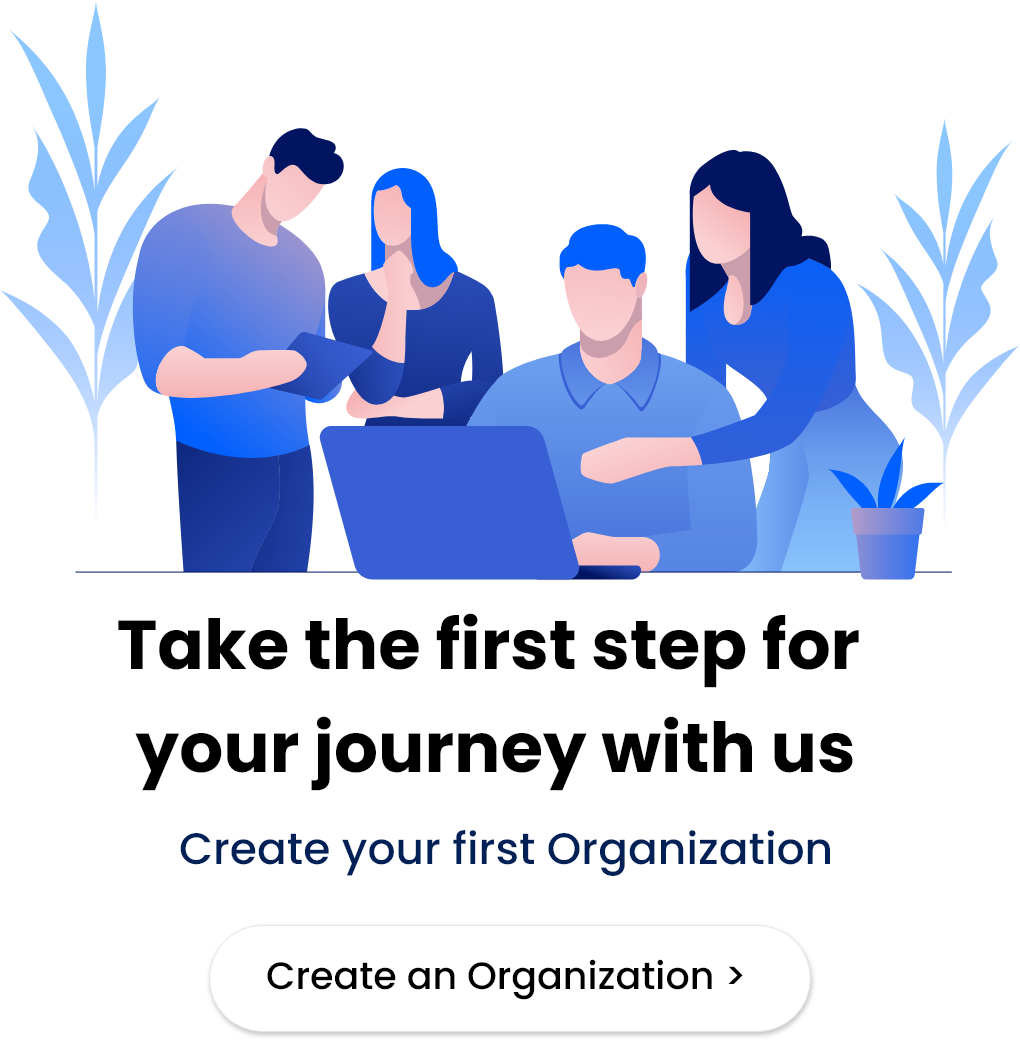 Take the first step for
your journey with us
Create your first Organization
Create an Organization >